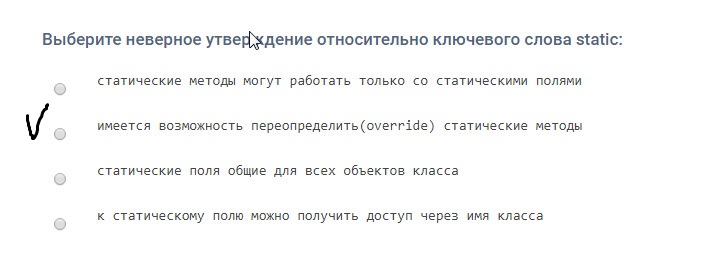 Выберите неверное утверждение относительно ключевого слова static:
статические методы могут работать только со статическими полями
имеется возможность переопределить(override) статические методы
статические поля общие для всех объектов класса
к статическому полю можно получить доступ через имя класса